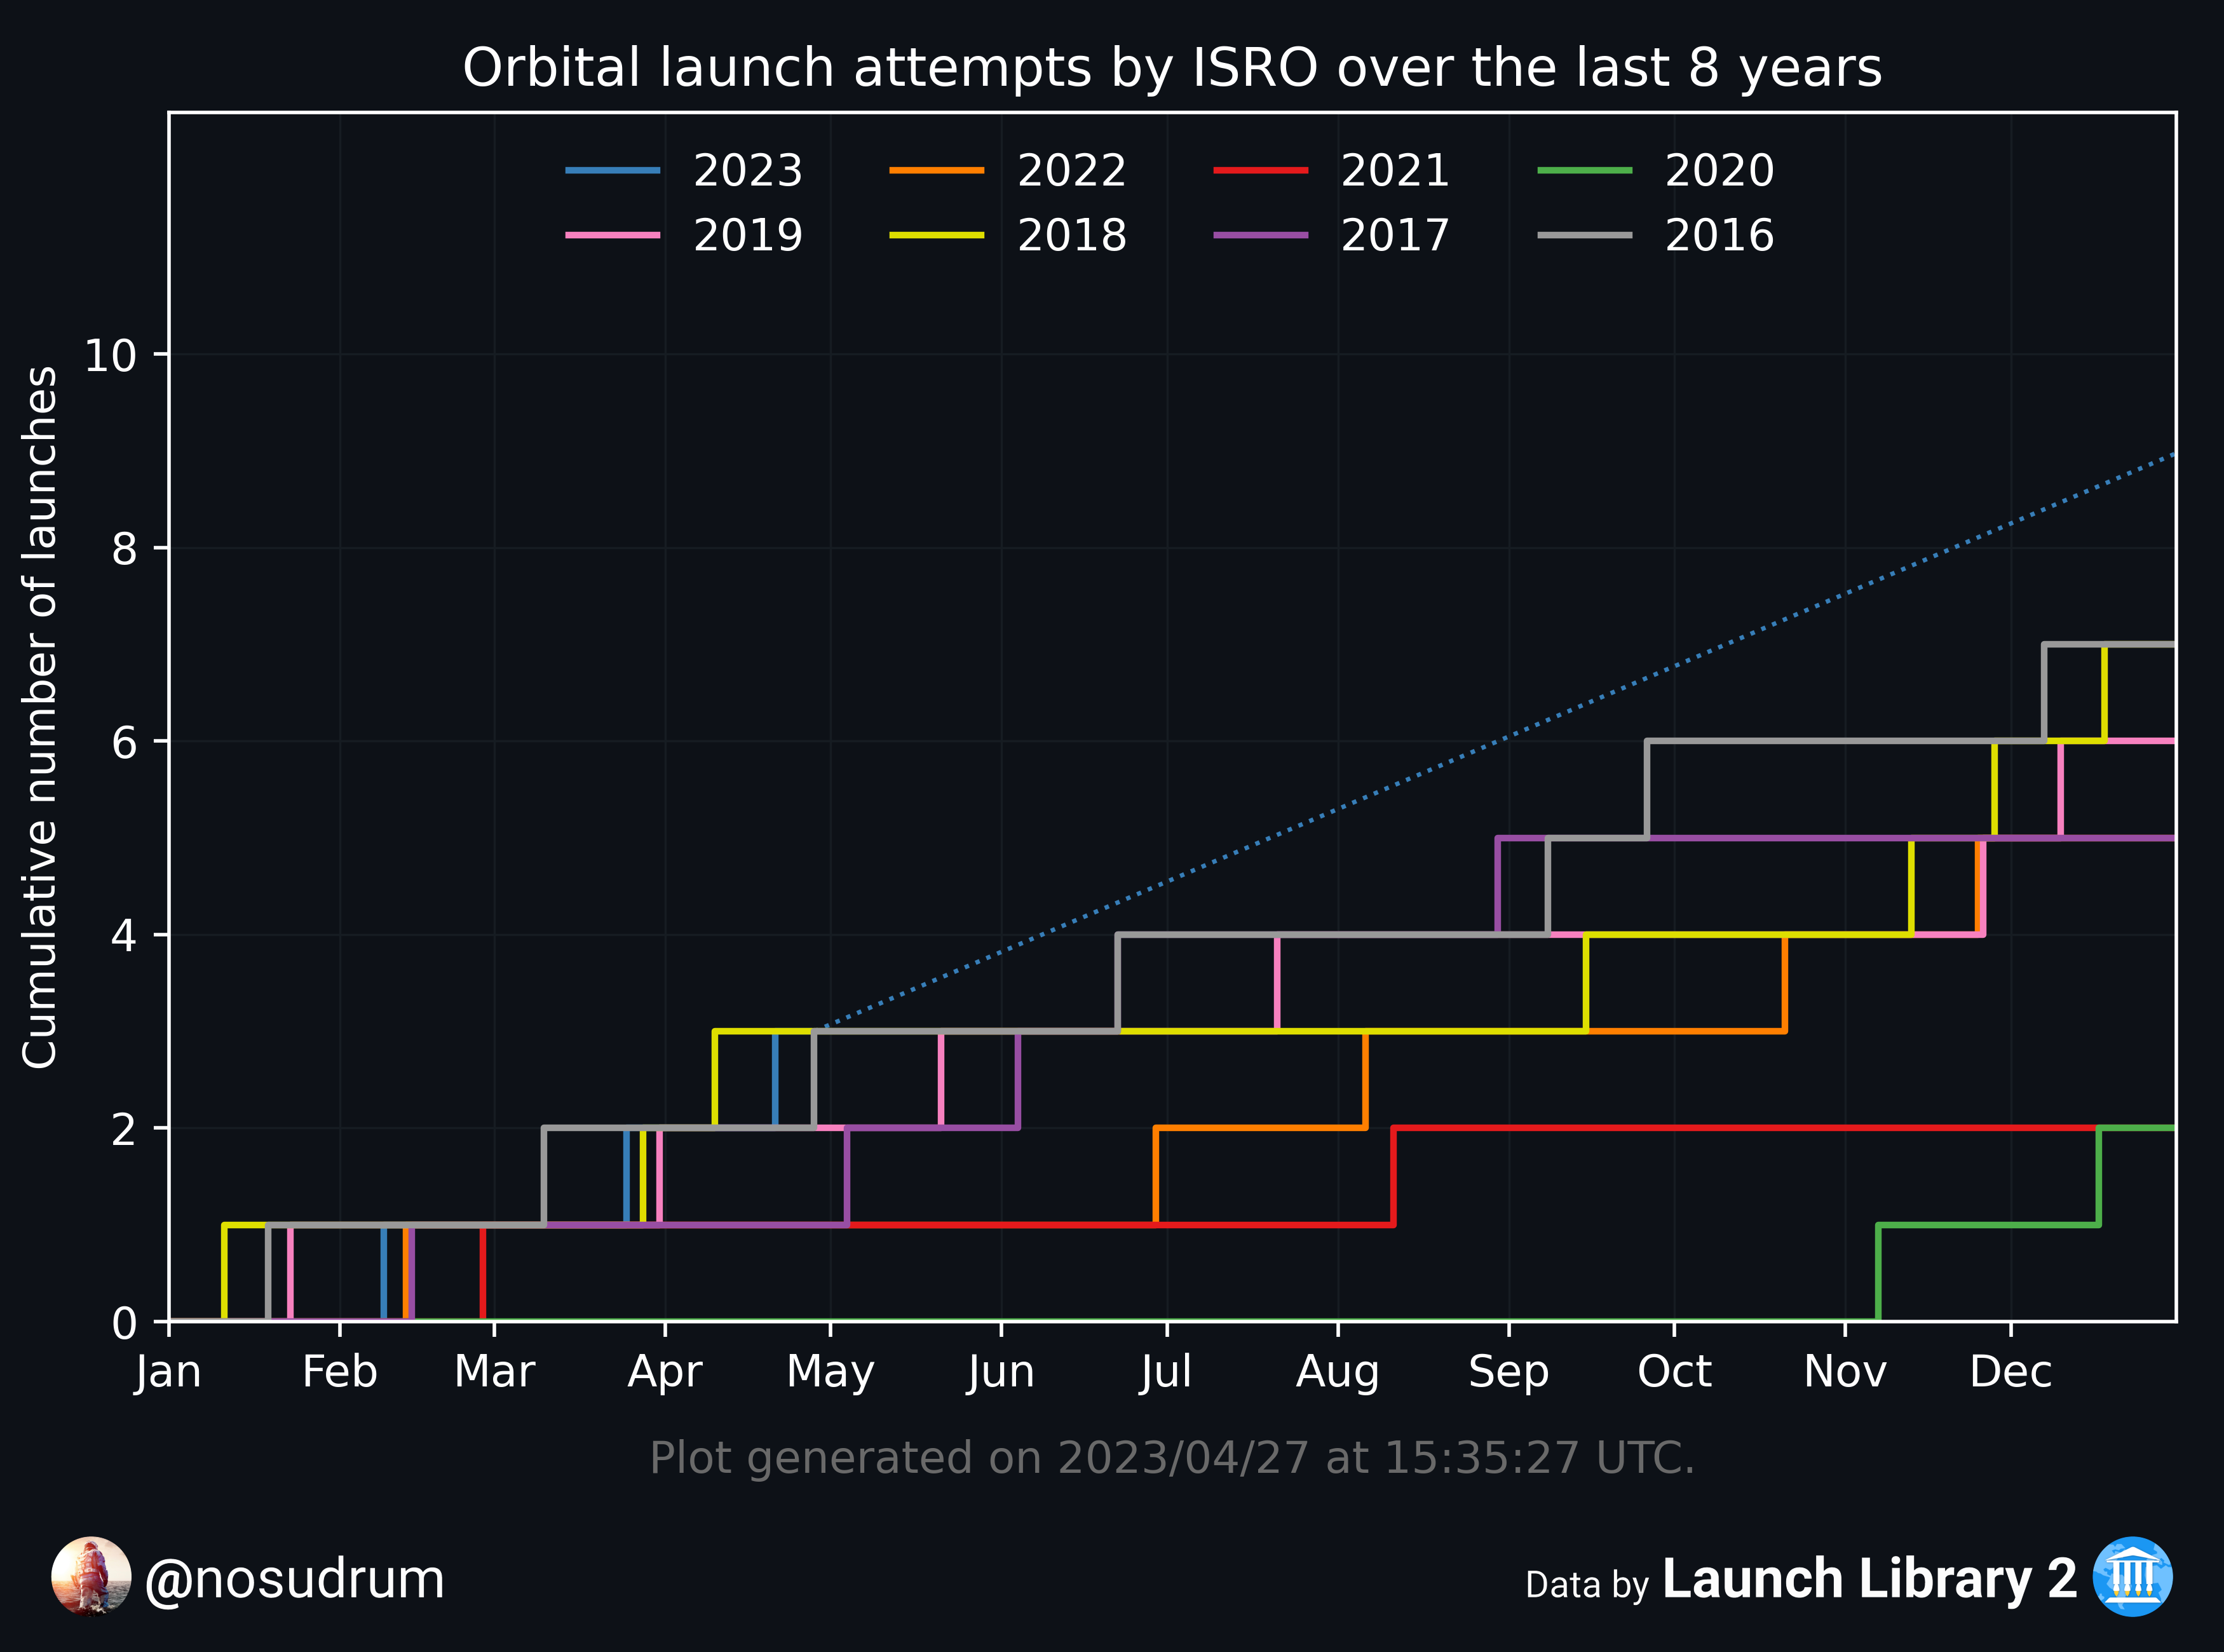 Orbital launch attempts by ISRO over the last 8 years
2023 2022 2021 2020
2019 2018 2017 2016
Cumulative number of launches
10
8
6
4
2
0
Jan Feb Mar Apr May Jun Jul Aug Sep Oct Nov Dec
Plot generated on 2023/04/27 at 15:35:27 UTC.
@nosudrum
Data by Launch Library 2